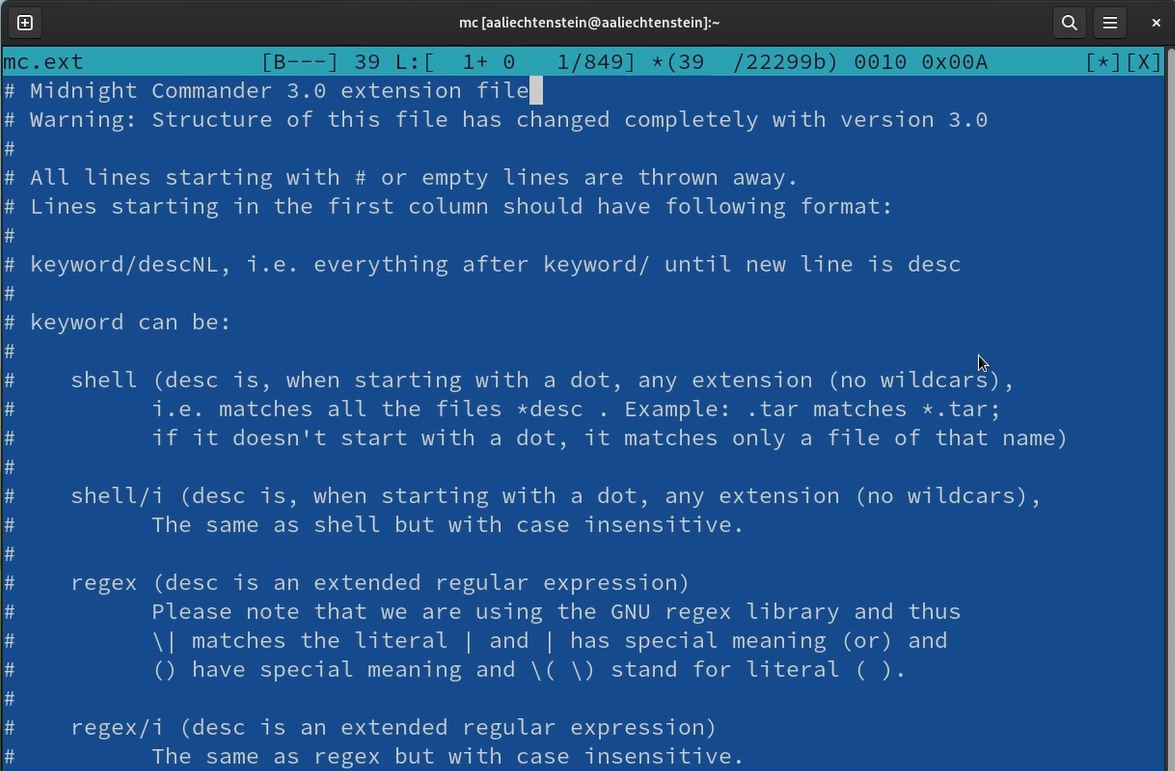 mc [aaliechtenstein@aaliechtenstein]:~
mc.ext [B---] 39 L:[ 1+ 0 1/849] *(39 /22299b) 0010 0x00A [*][X]
# Midnight Commander 3.0 extension file
# Warning: Structure of this file has changed completely with version 3.0
#
# All lines starting with # or empty lines are thrown away.
# Lines starting in the first column should have following format:
#
# keyword/descNL, i.e. everything after keyword/ until new line is desc
#
# keyword can be:
#
#    shell (desc is, when starting with a dot, any extension (no wildcars),
#          i.e. matches all the files *desc . Example: .tar matches *.tar;
#          if it doesn't start with a dot, it matches only a file of that name)
#
#    shell/i (desc is, when starting with a dot, any extension (no wildcars),
#          The same as shell but with case insensitive.
#
#    regex (desc is an extended regular expression)
#          Please note that we are using the GNU regex library and thus
#          \| matches the literal | and | has special meaning (or) and
#          () have special meaning and \( \) stand for literal ( ).
#
#    regex/i (desc is an extended regular expression)
#          The same as regex but with case insensitive.